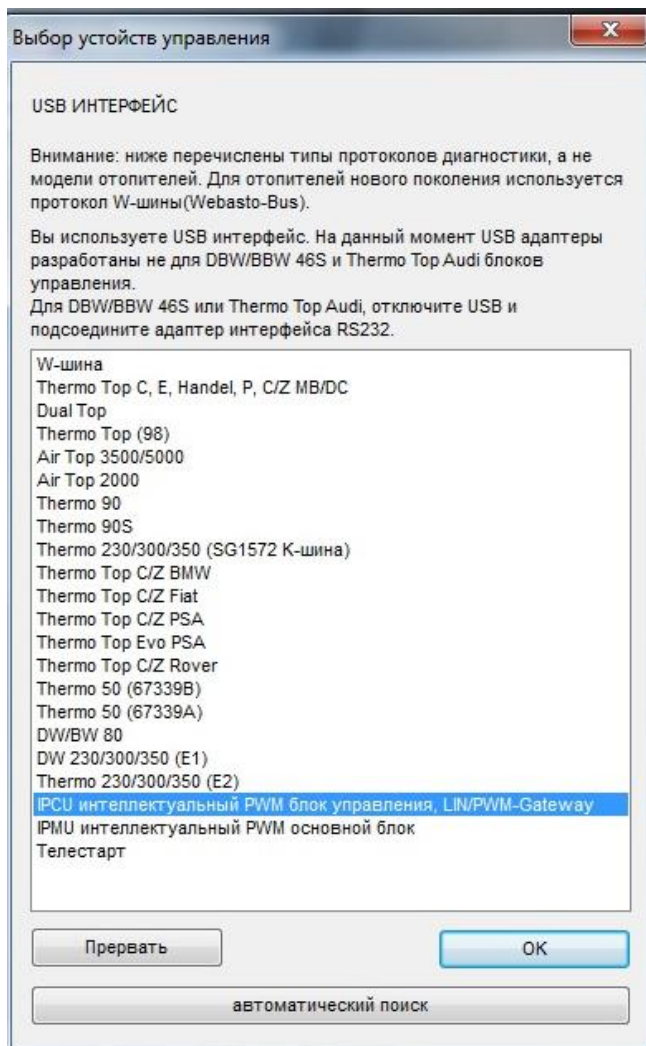 Выбор устойств управления
USB ИНТЕРФЕЙС
Внимание: ниже перечислены типы протоколов диагностики, а не
модели отопителей. Для отопителей нового поколения используется
протокол W-шины(Webasto-Bus).
Вы используете USB интерфейс. На данный момент USB адаптеры
разработаны не для DBW/BBW 46S и Thermo Top Audi блоков
управления.
Для DBW/BBW 46S или Thermo Top Audi, отключите USB и
подсоедините адаптер интерфейса RS232.
W-шина
Thermo Top C, E, Handel, P, C/Z MB/DC
Dual Top
Thermo Top (98)
Air Top 3500/5000
Air Top 2000
Thermo 90
Thermo 90S
Thermo 230/300/350 (SG1572 К-шина)
Thermo Top C/Z BMW
Thermo Top C/Z Fiat
Thermo Top C/Z PSA
Thermo Top Evo PSA
Thermo Top C/Z Rover
Thermo 50 (67339B)
Thermo 50 (67339A)
DW/BW 80
DW 230/300/350 (E1)
Thermo 230/300/350 (E2)
IPCU интеллектуальный PWM блок управления, LIN/PWM-Gateway
IPMU интеллектуальный PWM основной блок
Телестарт
Прервать
OK
автоматический поиск